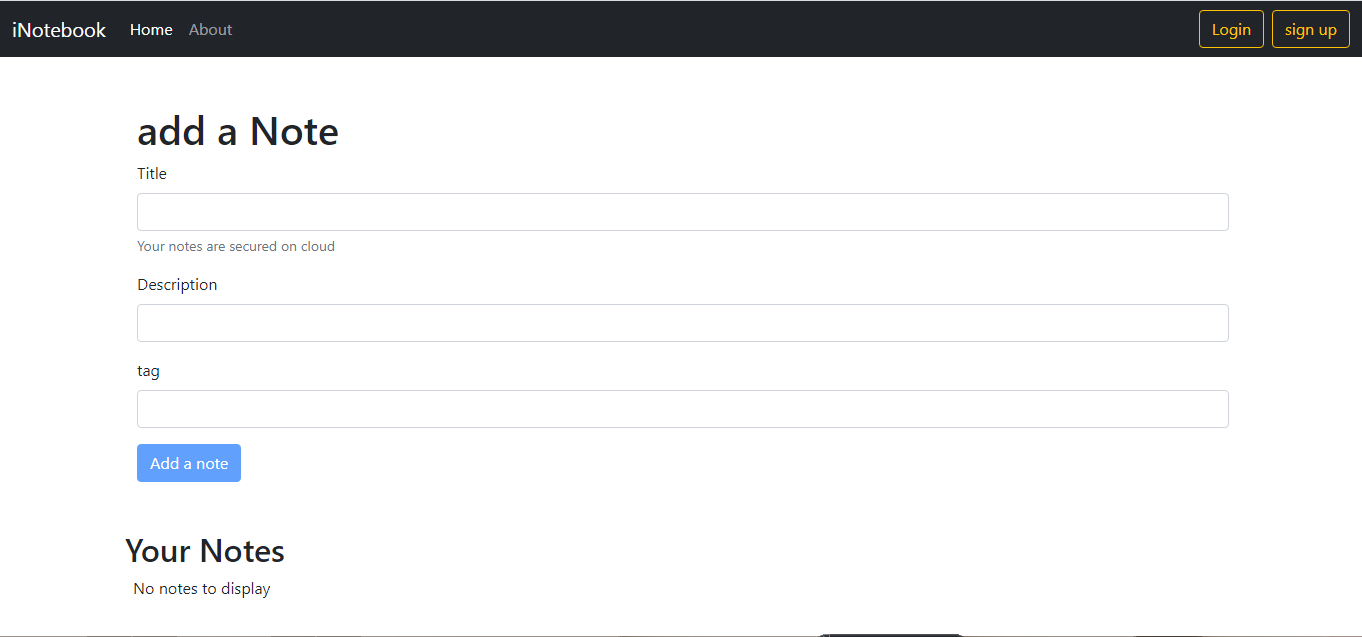 iNotebook Home About Login sign up
add a Note
Title
Your notes are secured on cloud
Description
tag
Add a note
Your Notes
No notes to display